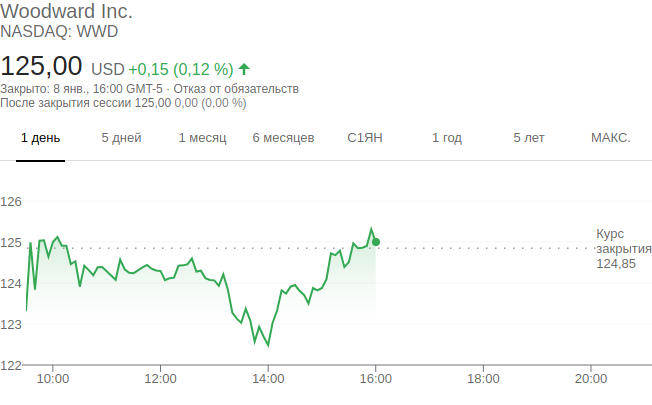 Woodward Inc.
NASDAQ: WWD
125,00 USD +0,15 (0,12 %)
Закрыто: 8 янв., 16:00 GMT-5 · Отказ от обязательств
После закрытия сессии 125,00 0,00 (0,00 %)
1 день 5 дней 1 месяц 6 месяцев С1ЯН 1 год 5 лет МАКС.
126
125
124
123
122
Курс
закрытия
124,85
10:00 12:00 14:00 16:00 18:00 20:00